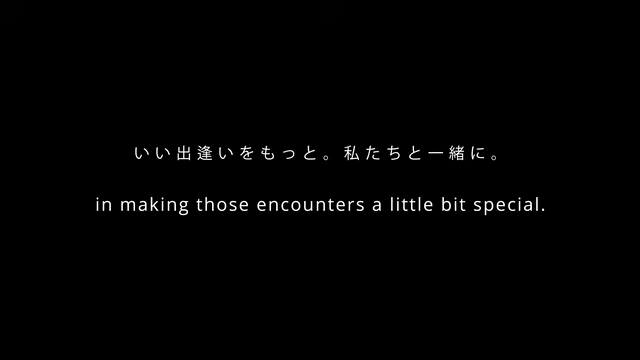 いい出逢いをもっと。私たちと一緒に。
in making those encounters a little bit special.